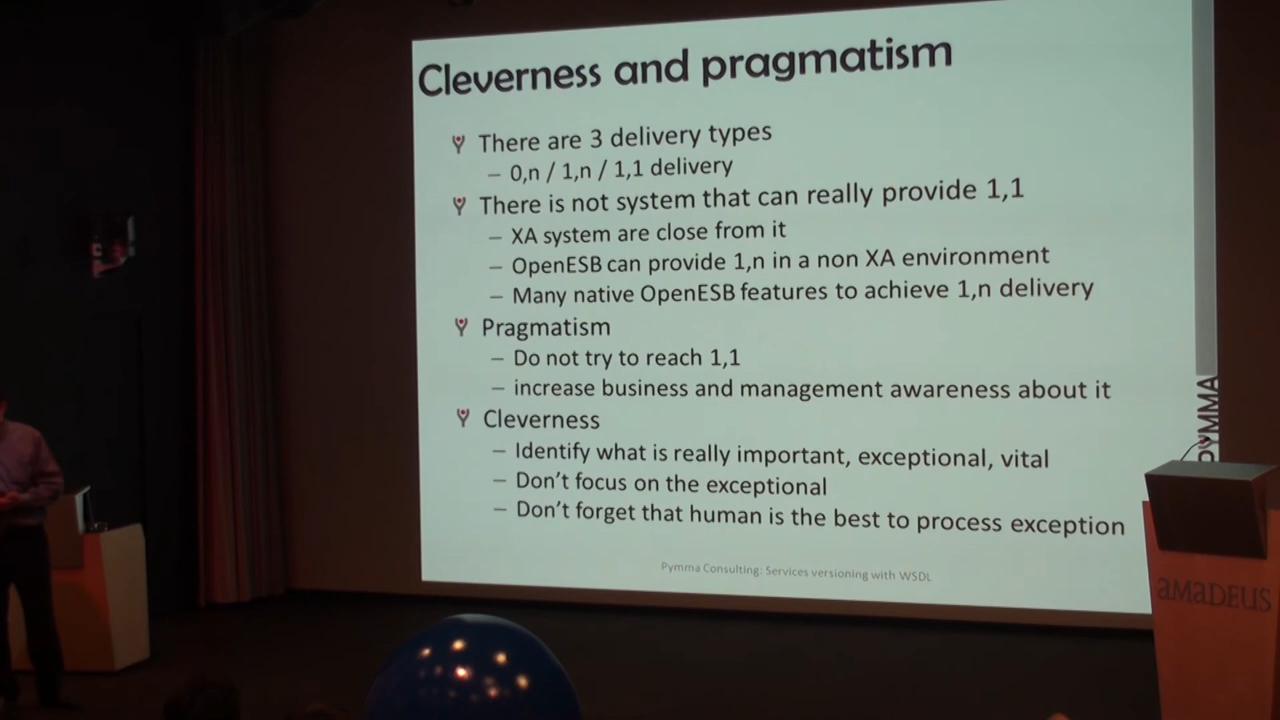 Cleverness and pragmatism
There are 3 delivery types
– 0,n / 1,n / 1,1 delivery
There is not system that can really provide 1,1
– XA system are close from it
– OpenESB can provide 1,n in a non XA environment
– Many native OpenESB features to achieve 1,n delivery
Pragmatism
– Do not try to reach 1,1
– increase business and management awareness about it
Cleverness
– Identify what is really important, exceptional, vital
– Don't focus on the exceptional
– Don't forget that human is the best to process exception
Pymma Consulting: Services versioning with WSDL
PYMMA
amaDEUS